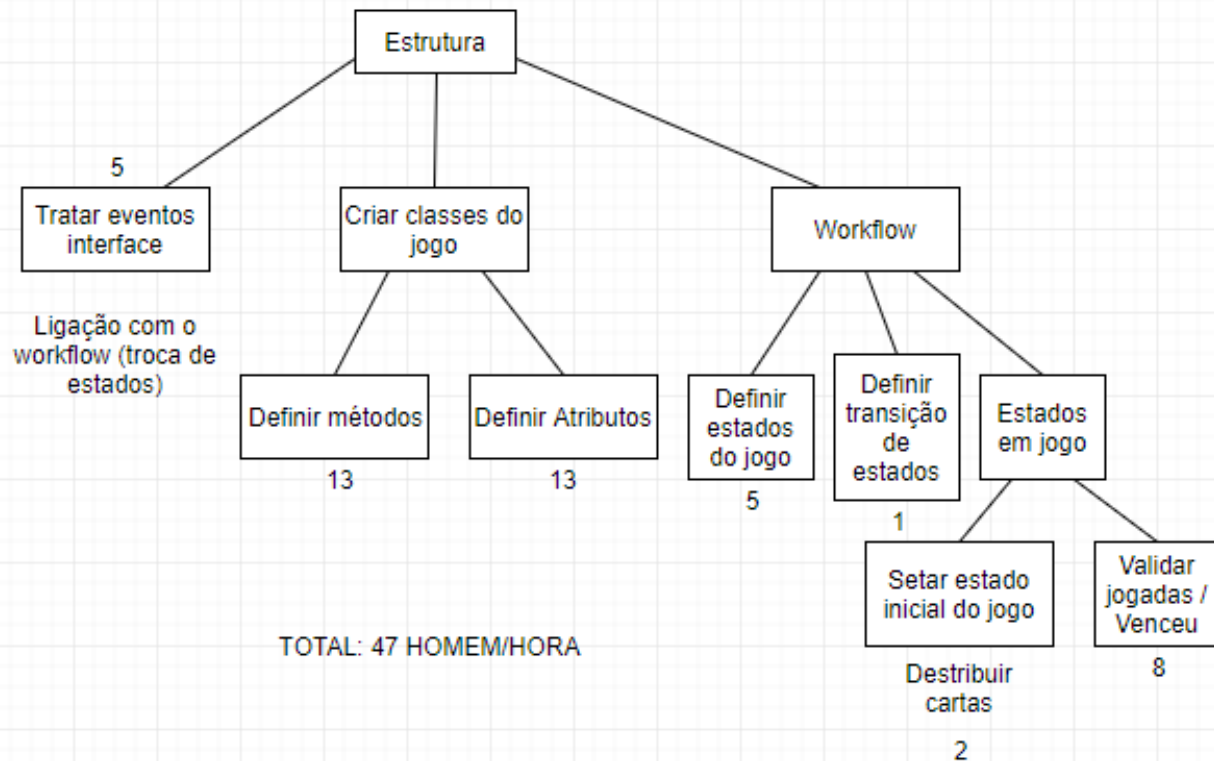 Estrutura
5
Tratar eventos
interface
Criar classes do
jogo
Workflow
Ligação com o
workflow (troca de
estados)
Definir métodos
13
Definir Atributos
13
Definir
estados
do jogo
5
Definir
transição
de
estados
1
Estados
em jogo
Setar estado
inicial do jogo
Destribuir
cartas
2
Validar
jogadas /
Venceu
8
TOTAL: 47 HOMEM/HORA